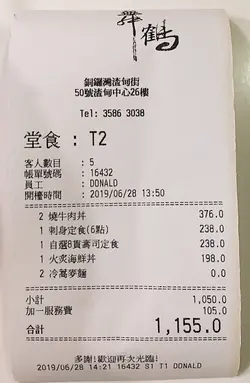 舞鶴
銅鑼灣渣甸街
50號渣甸中心26樓
Tel: 3586 3038
堂食 : T2
客人數目 : 5
帳單號碼 : 16432
員工 : DONALD
開檯時間 : 2019/06/28 13:50
2 燒牛肉丼 376.0
1 刺身定食(6點) 238.0
1 自選8貫壽司定食 238.0
1 火炙海鮮丼 198.0
2 冷蕎麥麵 0.0
小計 1,050.0
加一服務費 105.0
合計 1,155.0
多謝!歡迎再次光臨!
2019/06/28 14:21 16432 S1 T1 DONALD